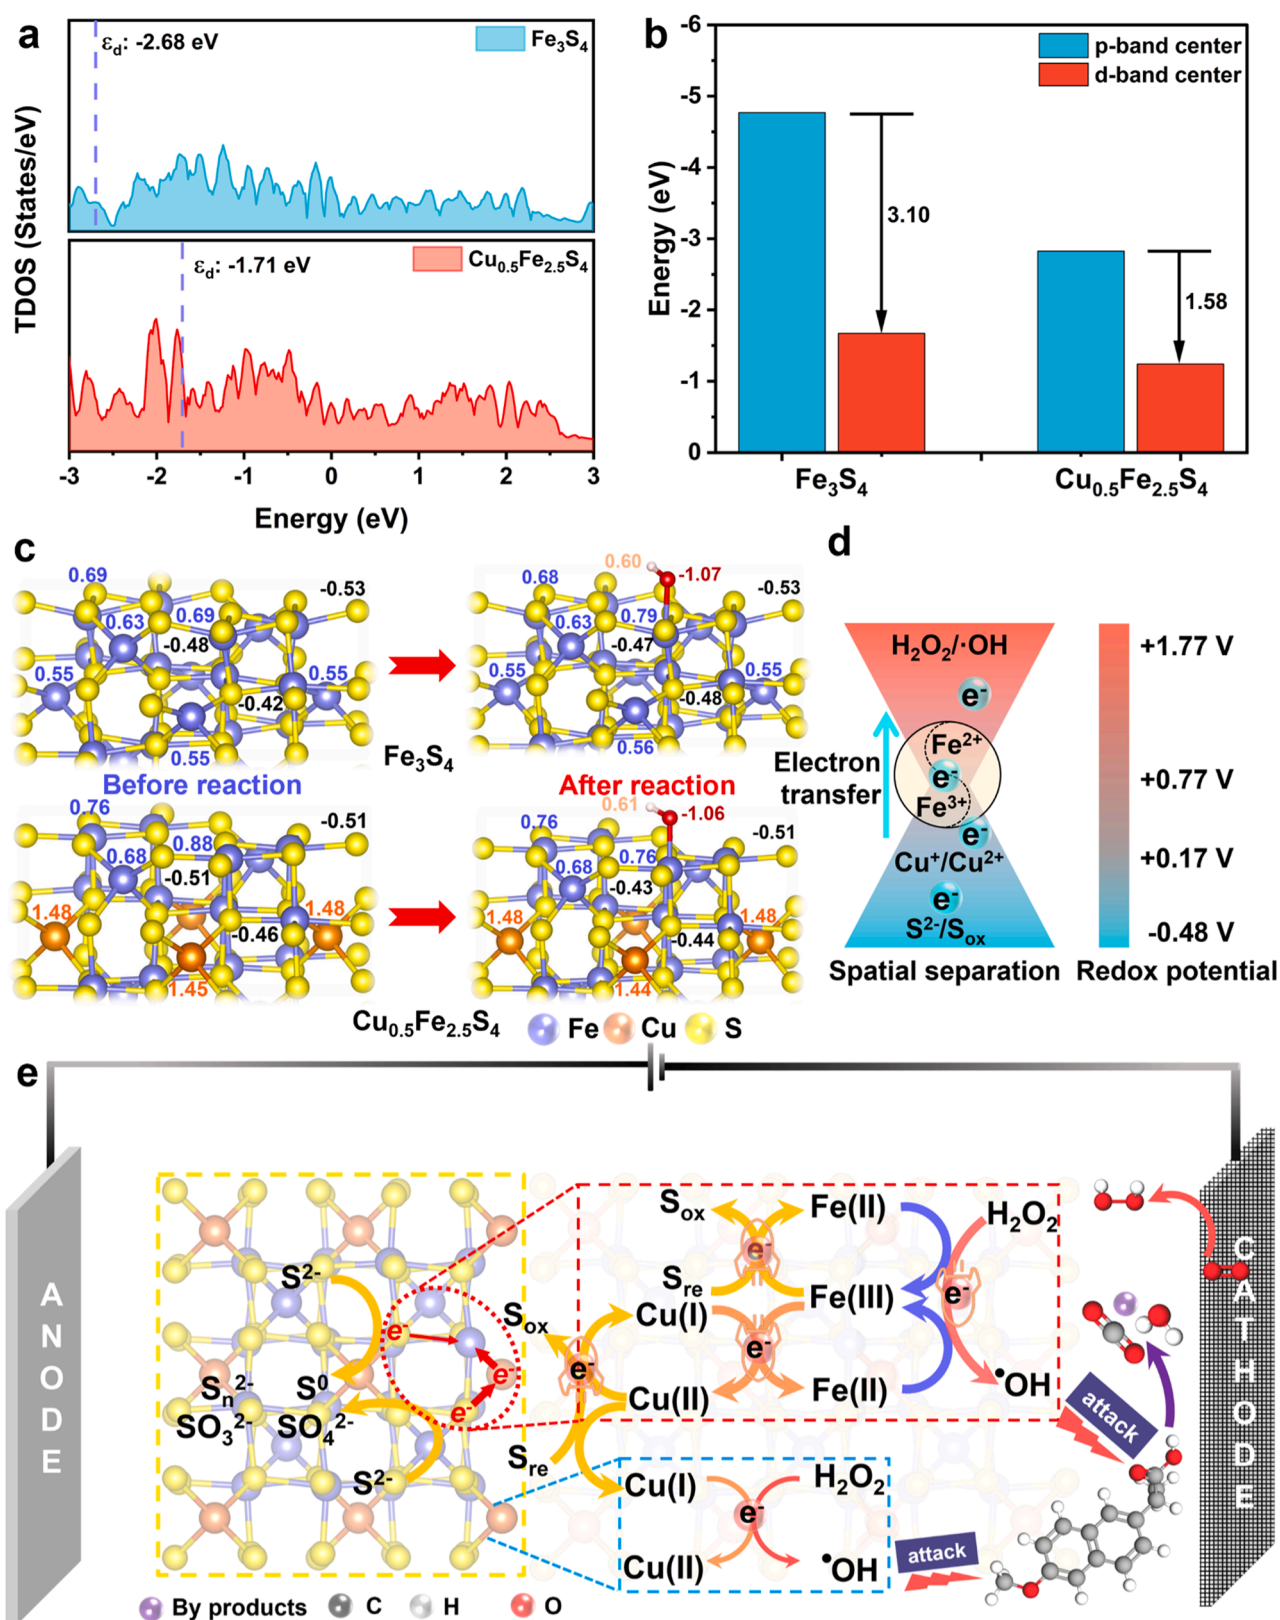 a
ε_d: -2.68 eV
Fe₃S₄
ε_d: -1.71 eV
Cu₀.₅Fe₂.₅S₄
TDOS (States/eV)
-3 -2 -1 0 1 2 3
Energy (eV)
b
p-band center
d-band center
-6
-5
-4
-3
-2
-1
0
Energy (eV)
3.10
1.58
Fe₃S₄ Cu₀.₅Fe₂.₅S₄
c
0.69
-0.53
0.63 0.69
-0.48
0.55 0.55
-0.42
0.55
0.60
0.68 -1.07
-0.53
0.63 0.79
-0.47
0.55 0.55
-0.48
0.56
Fe₃S₄
Before reaction After reaction
0.76
-0.51
0.68 0.88
-0.51
1.48 1.48
-0.46
1.45
0.61
0.76 -1.06
-0.51
0.68 0.76
-0.43
1.48 1.48
-0.44
1.44
Cu₀.₅Fe₂.₅S₄ Fe Cu S
d
H₂O₂/·OH
e⁻
Fe²⁺
e⁻
Fe³⁺
e⁻
Cu⁺/Cu²⁺
e⁻
S²⁻/Sₒₓ
Electron
transfer
Spatial separation
+1.77 V
+0.77 V
+0.17 V
-0.48 V
Redox potential
e
ANODE
S²⁻
e⁻
e⁻
e⁻
Sₙ²⁻ S⁰
SO₃²⁻ SO₄²⁻
S²⁻
Sₒₓ
e⁻
S_re
Sₒₓ Fe(II) H₂O₂
e⁻
S_re Fe(III) e⁻
Cu(I)
e⁻
Cu(II) Fe(II) •OH
Cu(I) H₂O₂
e⁻
Cu(II) •OH
attack
attack
CATHODE
By products C H O